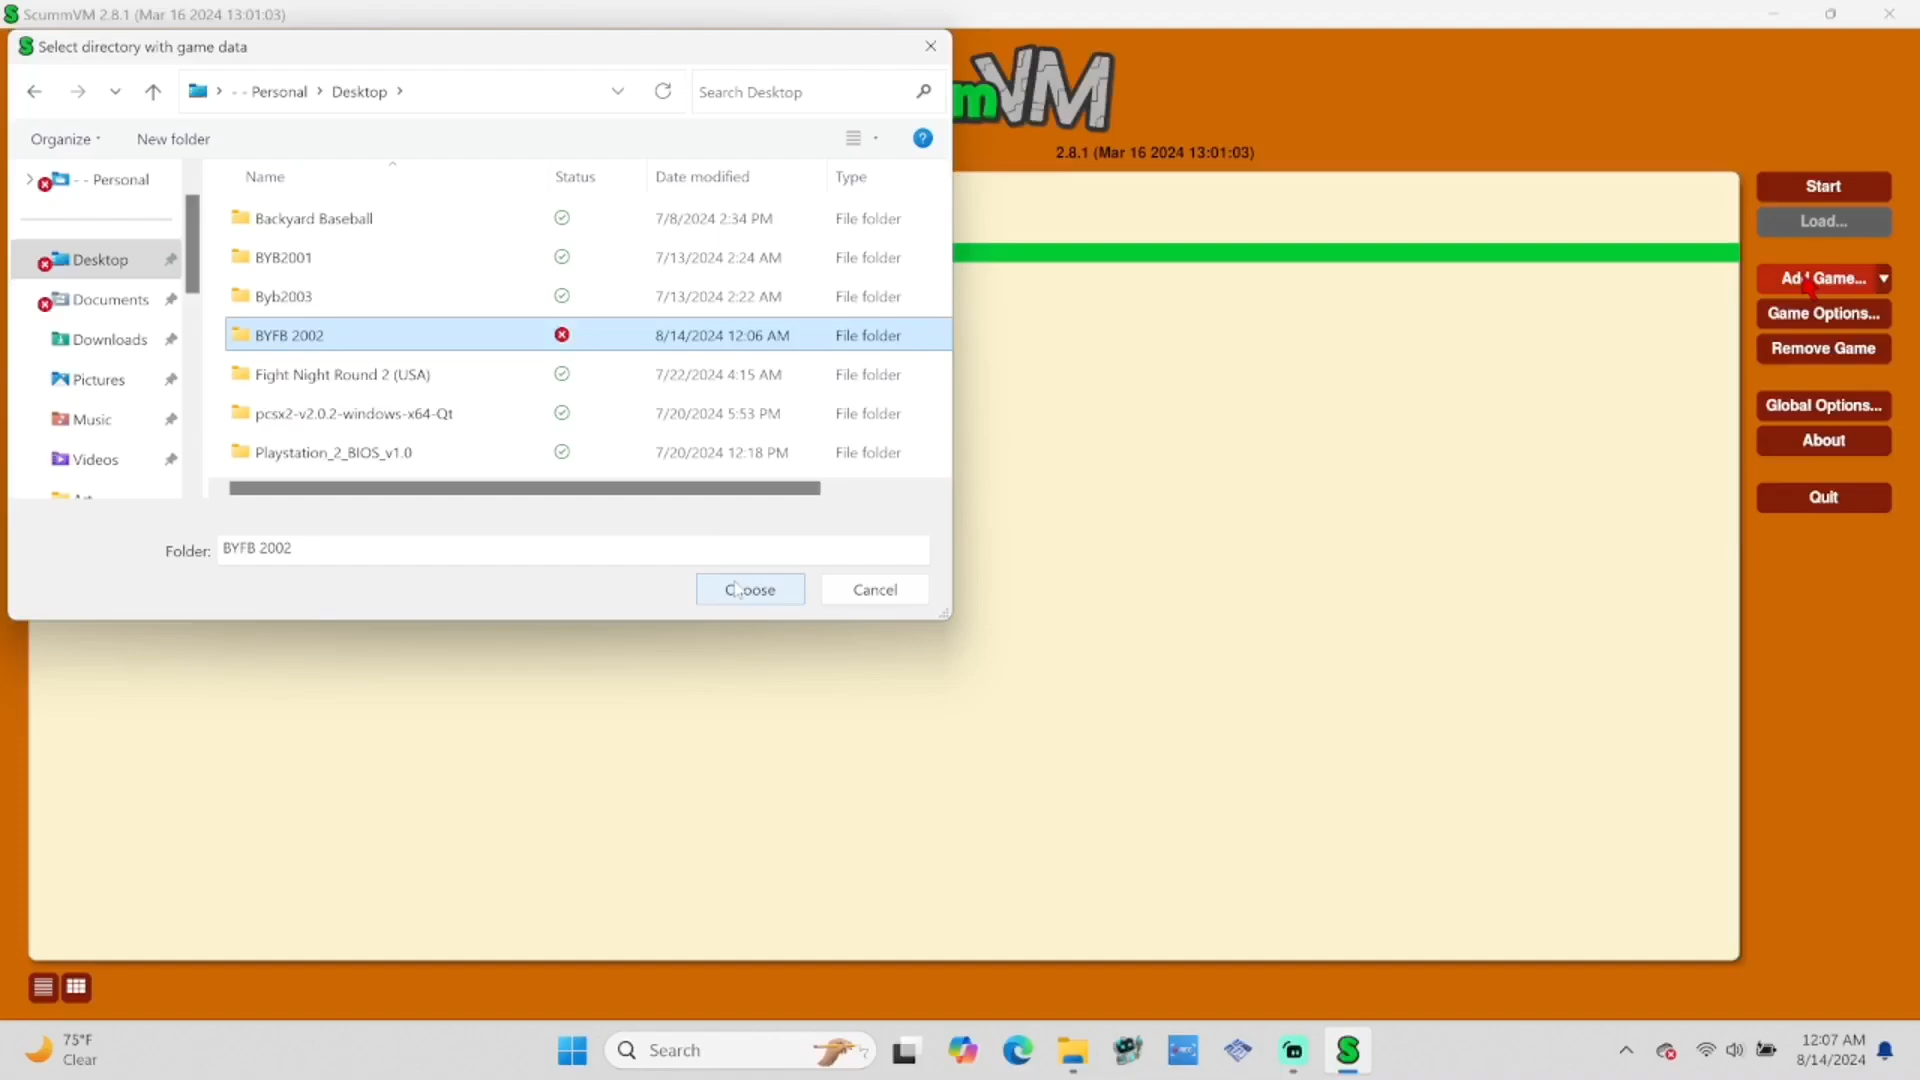 ScummVM 2.8.1 (Mar 16 2024 13:01:03)
Select directory with game data
- - Personal
Desktop
Search Desktop
Organize
New folder
mVM
2.8.1 (Mar 16 2024 13:01:03)
- - Personal
Desktop
Documents
Downloads
Pictures
Music
Videos
Name Status Date modified Type
Backyard Baseball 7/8/2024 2:34 PM File folder
BYB2001 7/13/2024 2:24 AM File folder
Byb2003 7/13/2024 2:22 AM File folder
BYFB 2002 8/14/2024 12:06 AM File folder
Fight Night Round 2 (USA) 7/22/2024 4:15 AM File folder
pcsx2-v2.0.2-windows-x64-Qt 7/20/2024 5:53 PM File folder
Playstation_2_BIOS_v1.0 7/20/2024 12:18 PM File folder
Folder: BYFB 2002
Choose
Cancel
Start
Load...
Add Game...
Game Options...
Remove Game
Global Options...
About
Quit
75°F
Clear
Search
12:07 AM
8/14/2024